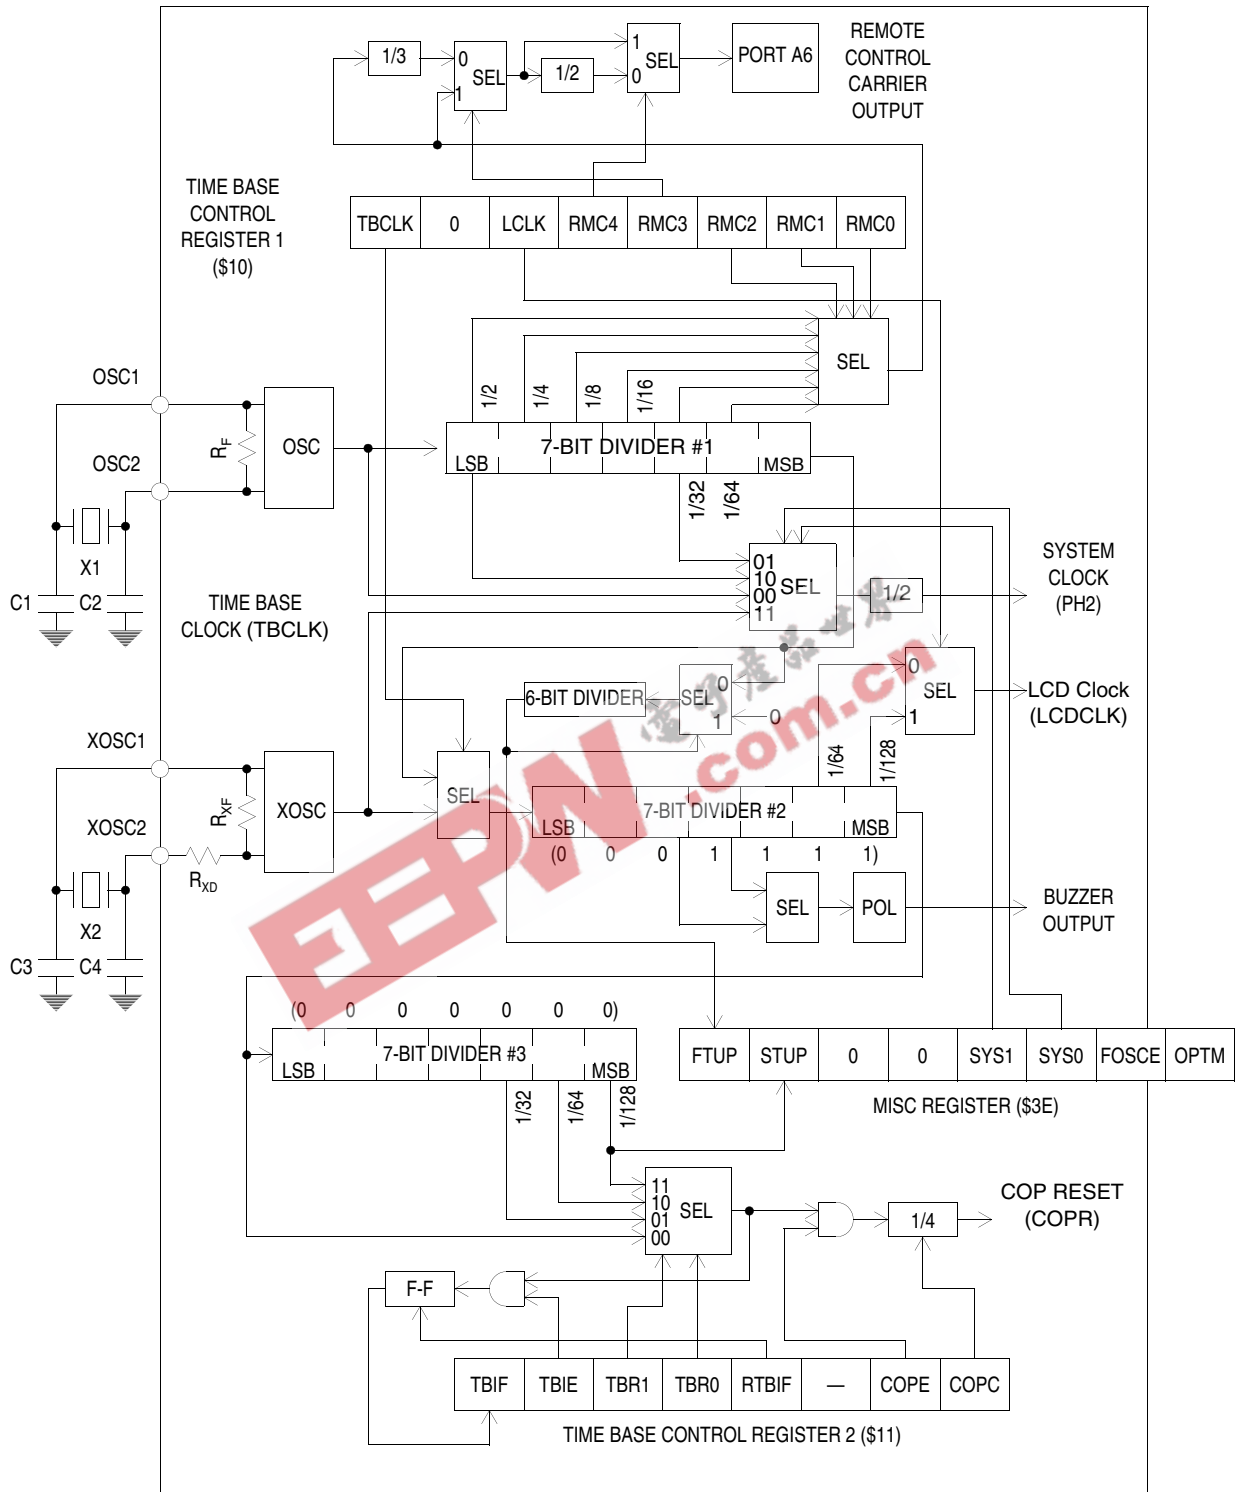 REMOTE
CONTROL
CARRIER
OUTPUT
1/3
0
1
SEL
1/2
1
0
SEL
PORT A6
TIME BASE
CONTROL
REGISTER 1
($10)
TBCLK 0 LCLK RMC4 RMC3 RMC2 RMC1 RMC0
SEL
OSC1
OSC2
RF
OSC
X1
C1 C2
1/2 1/4 1/8 1/16
7-BIT DIVIDER #1
LSB MSB
1/32 1/64
01
10
00
11
SEL
1/2
SYSTEM
CLOCK
(PH2)
TIME BASE
CLOCK (TBCLK)
6-BIT DIVIDER
SEL
0
1
0
0
1
SEL
LCD Clock
(LCDCLK)
電子產品世界
EEPW.com.cn
XOSC1
XOSC2
RXF
RXD
XOSC
X2
C3 C4
SEL
1/64 1/128
7-BIT DIVIDER #2
LSB MSB
(0 0 0 1 1 1 1)
SEL
POL
BUZZER
OUTPUT
(0 0 0 0 0 0 0)
7-BIT DIVIDER #3
LSB MSB
1/32 1/64 1/128
FTUP STUP 0 0 SYS1 SYS0 FOSCE OPTM
MISC REGISTER ($3E)
11
10
01
00
SEL
1/4
COP RESET
(COPR)
F-F
TBIF TBIE TBR1 TBR0 RTBIF — COPE COPC
TIME BASE CONTROL REGISTER 2 ($11)